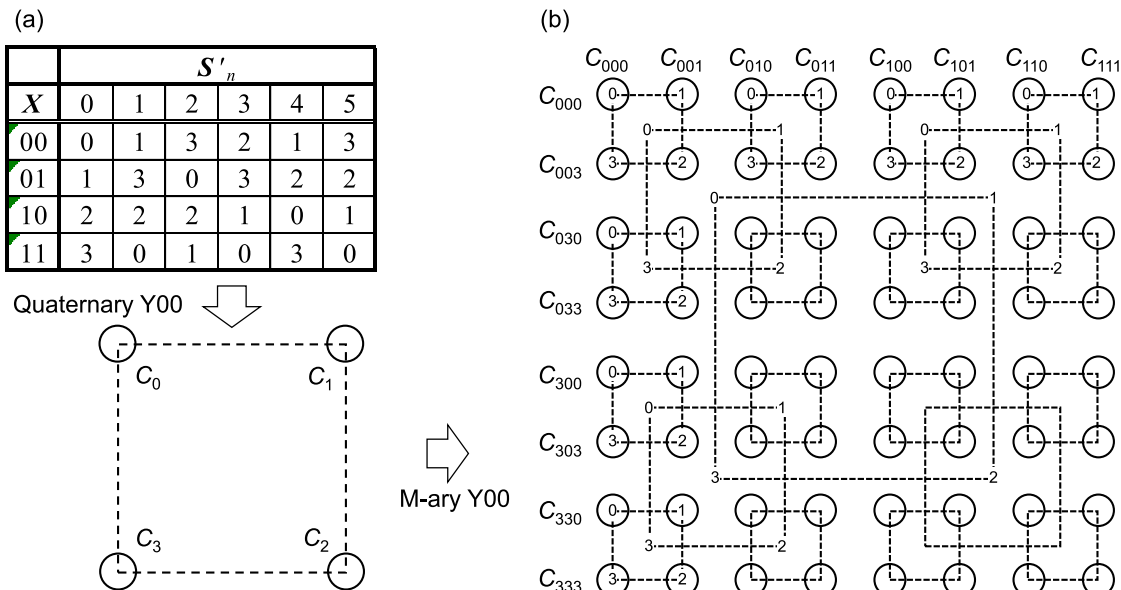 (a)
S′n
X 0 1 2 3 4 5
00 0 1 3 2 1 3
01 1 3 0 3 2 2
10 2 2 2 1 0 1
11 3 0 1 0 3 0
Quaternary Y00
C0 C1
C3 C2
M-ary Y00
(b)
C000 C001 C010 C011 C100 C101 C110 C111
C000 0 1 0 1 0 1 0 1
0 1 0 1
C003 3 2 3 2 3 2 3 2
0 1
C030 0 1
3 2 3 2
C033 3 2
C300 0 1
0 1
C303 3 2
3 2
C330 0 1
3 2
C333 3 2